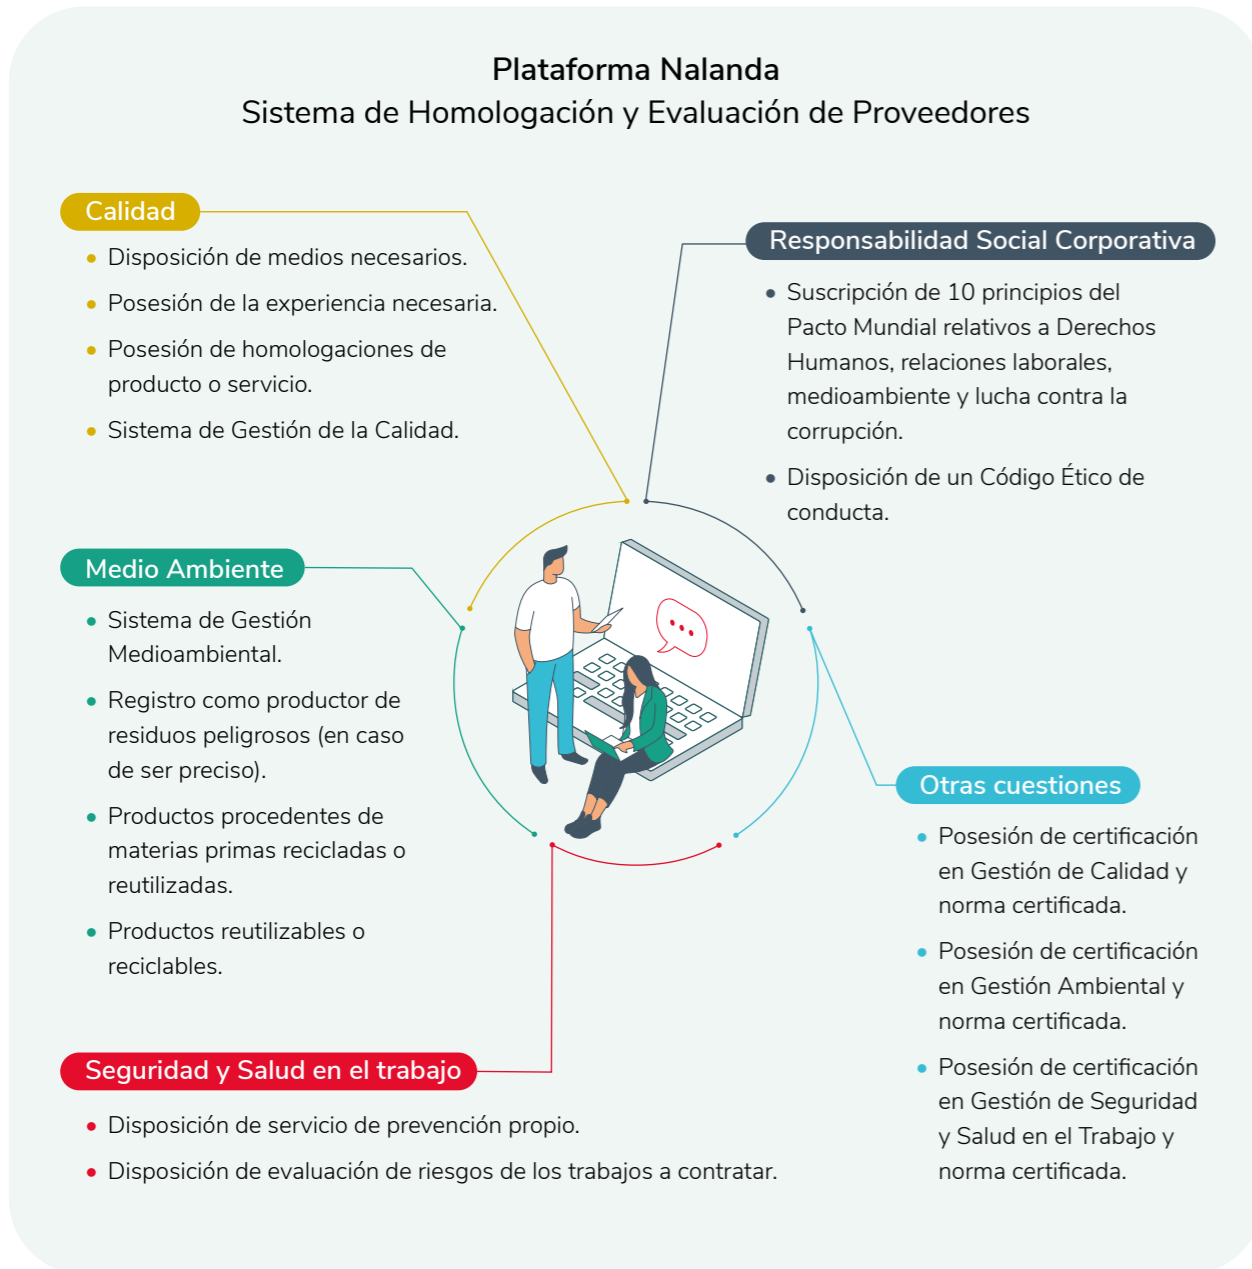 Plataforma Nalanda
Sistema de Homologación y Evaluación de Proveedores
Calidad
• Disposición de medios necesarios.
• Posesión de la experiencia necesaria.
• Posesión de homologaciones de
producto o servicio.
• Sistema de Gestión de la Calidad.
Responsabilidad Social Corporativa
• Suscripción de 10 principios del
Pacto Mundial relativos a Derechos
Humanos, relaciones laborales,
medioambiente y lucha contra la
corrupción.
• Disposición de un Código Ético de
conducta.
Medio Ambiente
• Sistema de Gestión
Medioambiental.
• Registro como productor de
residuos peligrosos (en caso
de ser preciso).
• Productos procedentes de
materias primas recicladas o
reutilizadas.
• Productos reutilizables o
reciclables.
Otras cuestiones
• Posesión de certificación
en Gestión de Calidad y
norma certificada.
• Posesión de certificación
en Gestión Ambiental y
norma certificada.
• Posesión de certificación
en Gestión de Seguridad
y Salud en el Trabajo y
norma certificada.
Seguridad y Salud en el trabajo
• Disposición de servicio de prevención propio.
• Disposición de evaluación de riesgos de los trabajos a contratar.